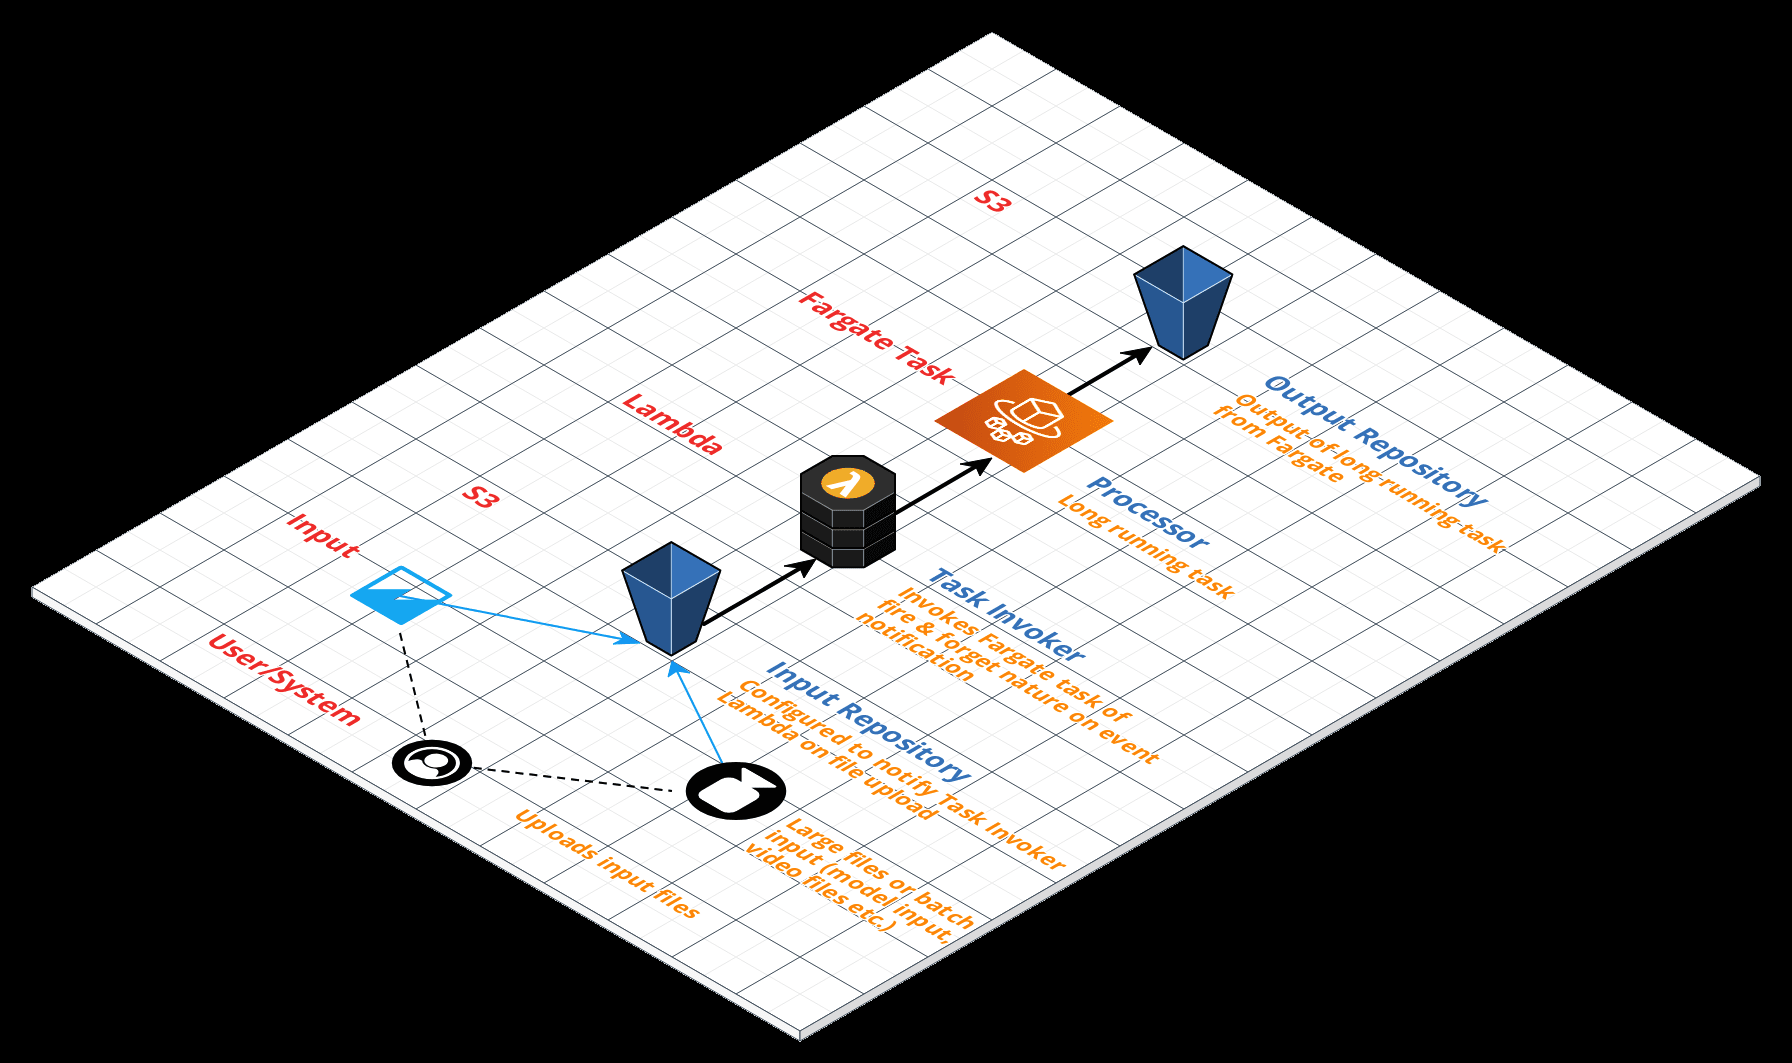 S3
Fargate Task
Lambda
S3
Input
User/System
Output Repository
Output of long running task
from Fargate
Processor
Long running task
Task Invoker
Invokes Fargate task of
fire & forget nature on event
notification
Input Repository
Configured to notify Task Invoker
Lambda on file upload
Large files or batch
input (model input,
video files etc.)
Uploads input files